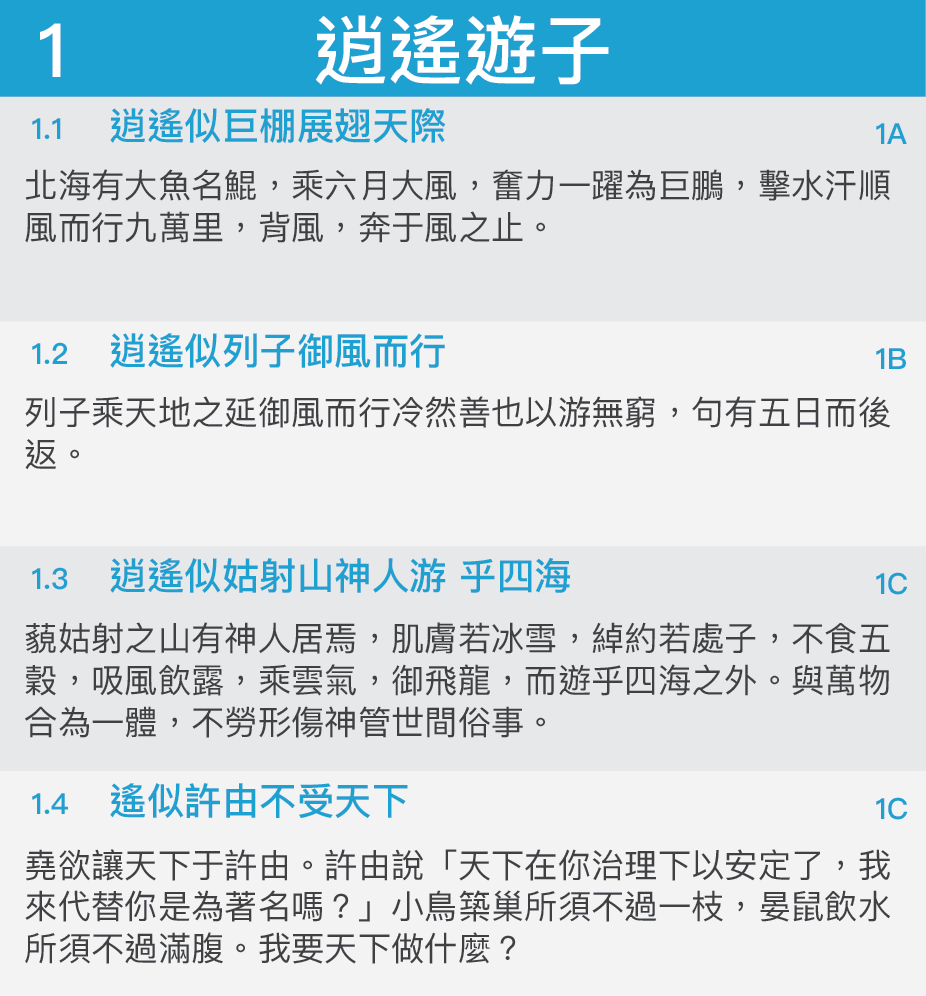 1 逍遙遊子
1.1 逍遙似巨棚展翅天際 1A
北海有大魚名鯤，乘六月大風，奮力一躍為巨鵬，擊水汗順
風而行九萬里，背風，奔于風之止。
1.2 逍遙似列子御風而行 1B
列子乘天地之延御風而行冷然善也以游無窮，句有五日而後
返。
1.3 逍遙似姑射山神人游 乎四海 1C
藐姑射之山有神人居焉，肌膚若冰雪，綽約若處子，不食五
穀，吸風飲露，乘雲氣，御飛龍，而遊乎四海之外。與萬物
合為一體，不勞形傷神管世間俗事。
1.4 遙似許由不受天下 1C
堯欲讓天下于許由。許由說「天下在你治理下以安定了，我
來代替你是為著名嗎？」小鳥築巢所須不過一枝，晏鼠飲水
所須不過滿腹。我要天下做什麼？